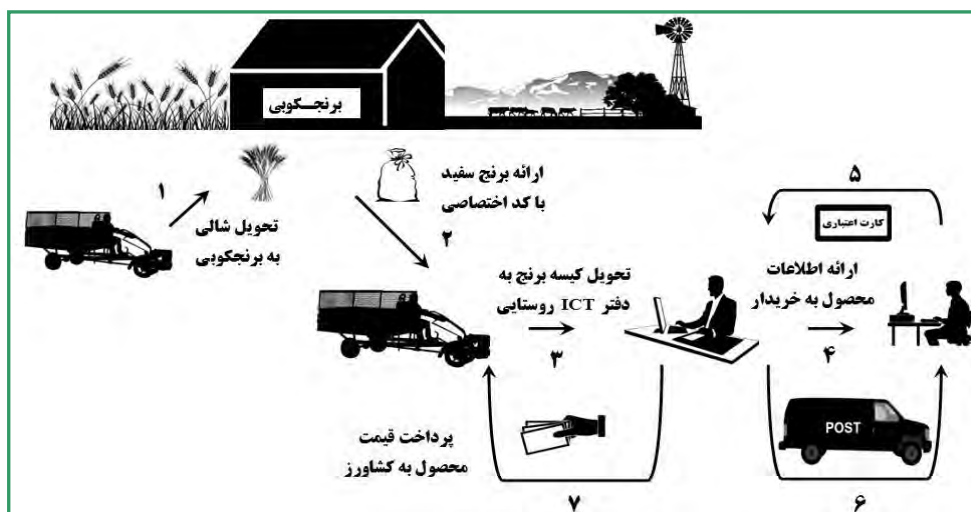 برنجکوبی
۱
تحویل شالی
به برنجکوبی
ارائه برنج سفید
با کد اختصاصی
۲
تحویل کیسه برنج به
دفتر ICT روستایی
۳
ارائه اطلاعات
محصول به خریدار
۴
۵
کارت اعتباری
POST
۶
پرداخت قیمت
محصول به کشاورز
۷